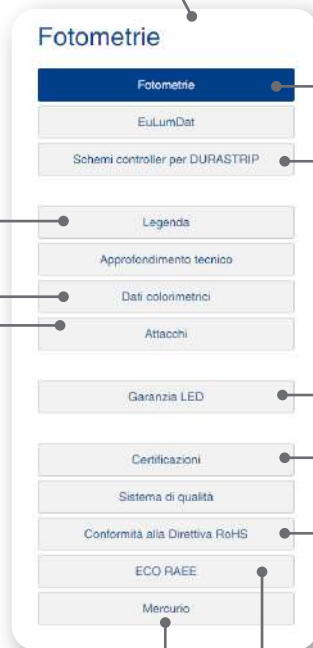 Fotometrie
Fotometrie
EuLumDat
Schemi controller per DURASTRIP
Legenda
Approfondimento tecnico
Dati colorimetrici
Attacchi
Garanzia LED
Certificazioni
Sistema di qualità
Conformità alla Direttiva RoHS
ECO RAEE
Mercurio